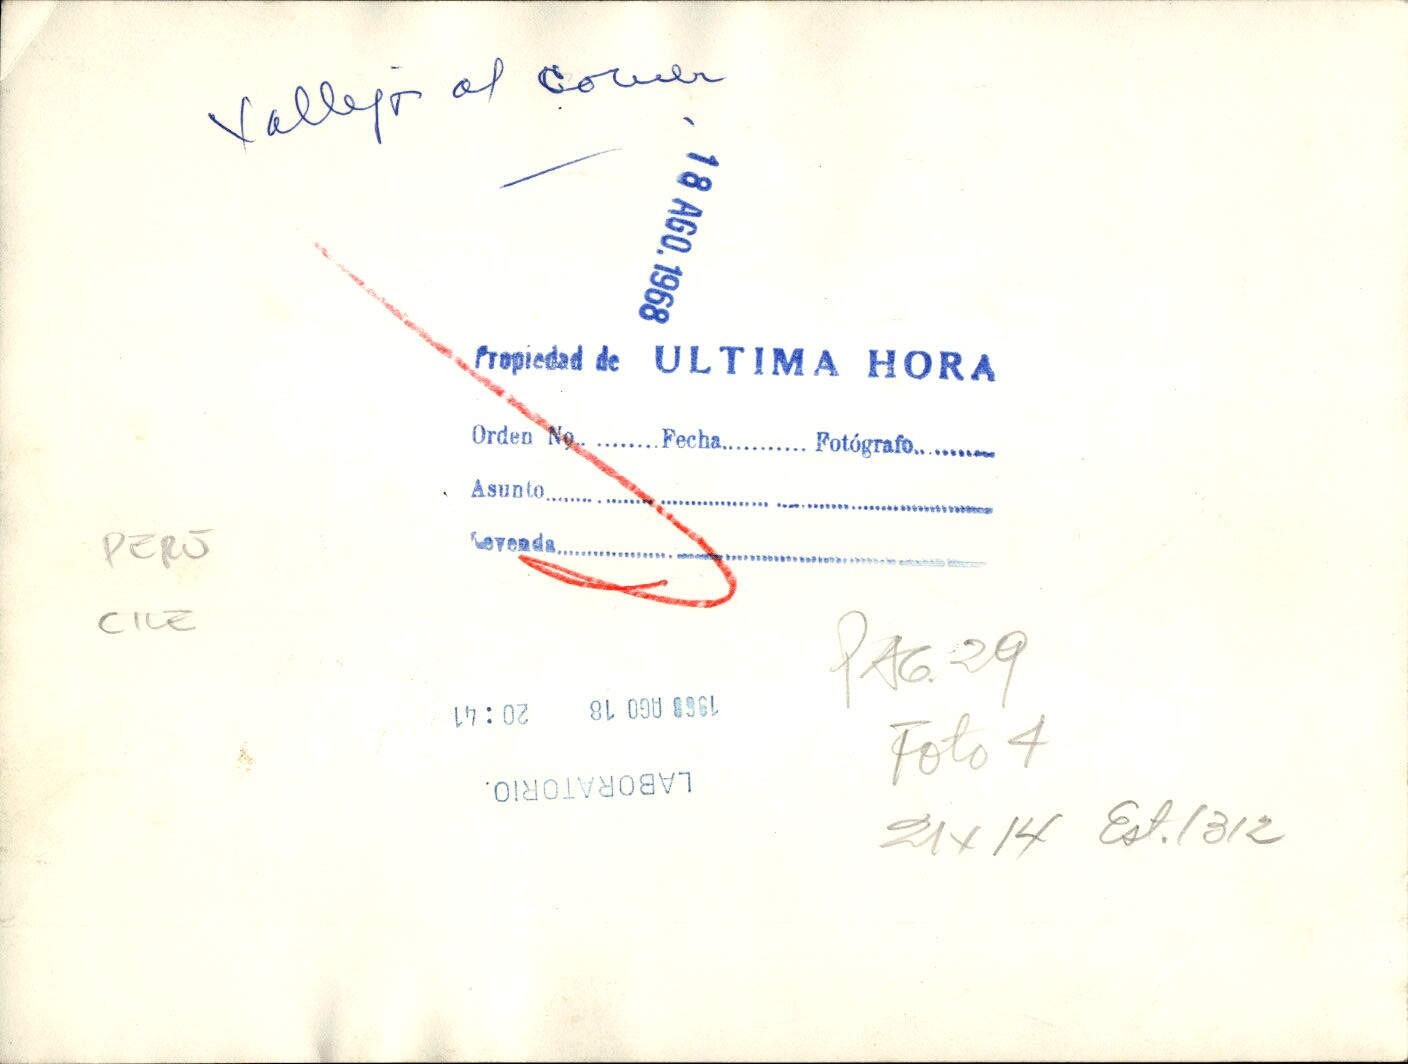 Vallejo al corner
18 AGO. 1968
Propiedad de ULTIMA HORA
Orden No. ........ Fecha........... Fotógrafo............
Asunto..............................................................
Leyenda..............................................................
PERÚ
CILE
PAG. 29
1968 AGO 18 20:41
Foto 4
LABORATORIO.
21x14 Est. 1312